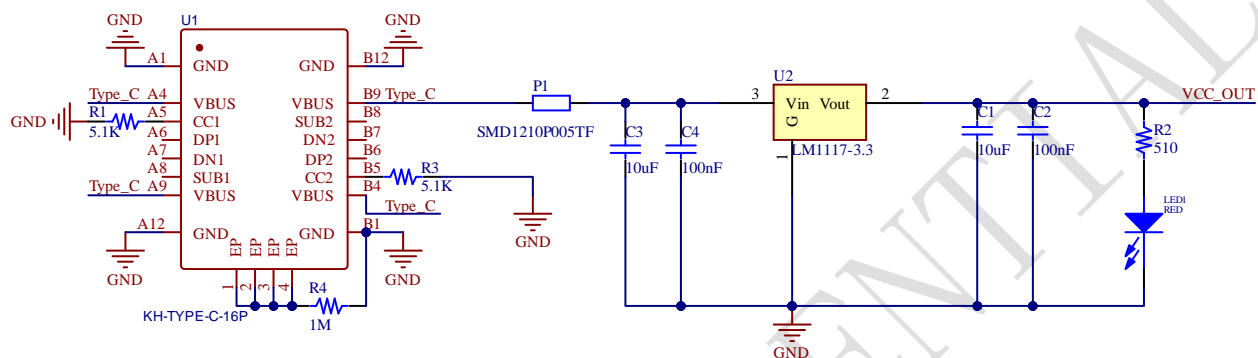 GND U1 GND
A1 GND GND B12
Type_C A4 VBUS VBUS B9 Type_C
R1 A5 CC1 SUB2 B8
GND 5.1K
A6 DP1 DN2 B7
A7 DN1 DP2 B6
A8 SUB1 CC2 B5 R3
5.1K
Type_C A9 VBUS VBUS B4
Type_C
A12 GND GND B1
GND GND GND
EP EP EP EP
1 2 3 4
R4
1M
KH-TYPE-C-16P
P1
SMD1210P005TF
C3
10uF
C4
100nF
U2
3 Vin Vout 2
G
1
LM1117-3.3
C1
10uF
C2
100nF
VCC_OUT
R2
510
LED1
RED
GND
ENTIAL